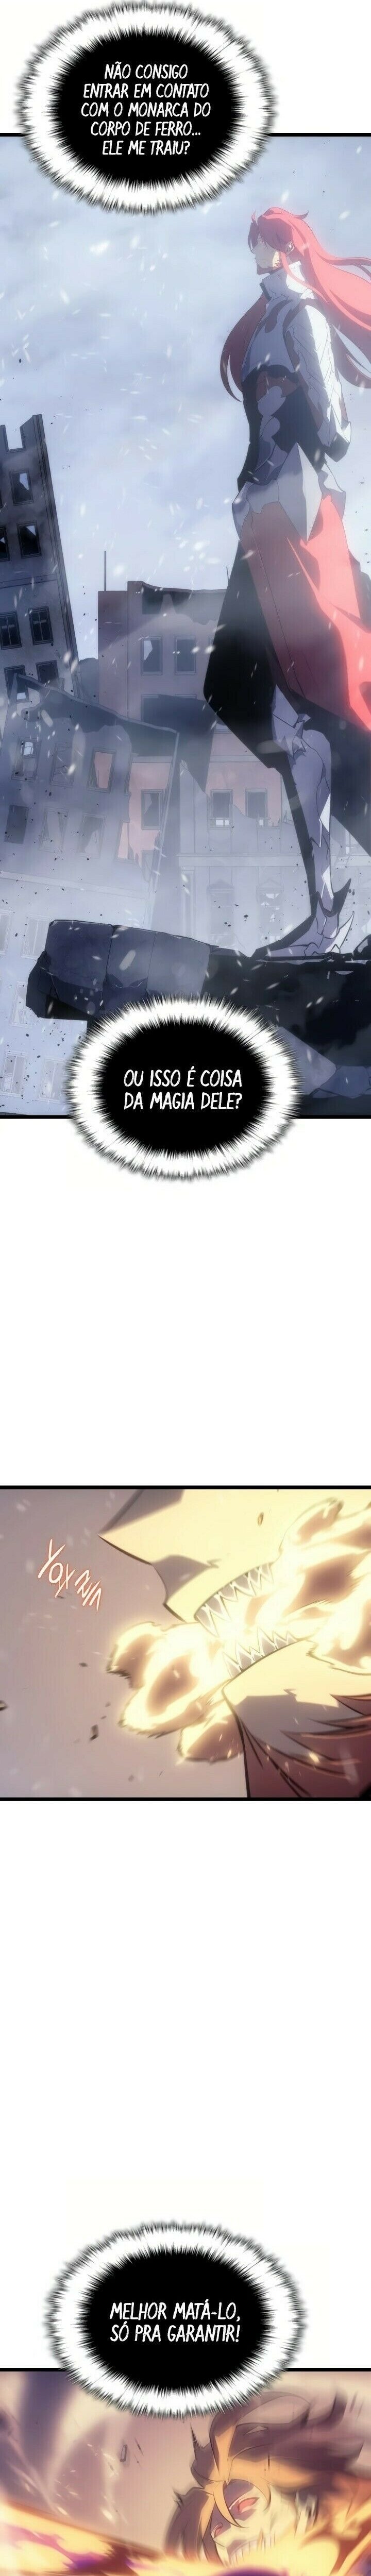 NÃO CONSIGO
ENTRAR EM CONTATO
COM O MONARCA DO
CORPO DE FERRO...
ELE ME TRAIU?
OU ISSO É COISA
DA MAGIA DELE?
MELHOR MATÁ-LO,
SÓ PRA GARANTIR!